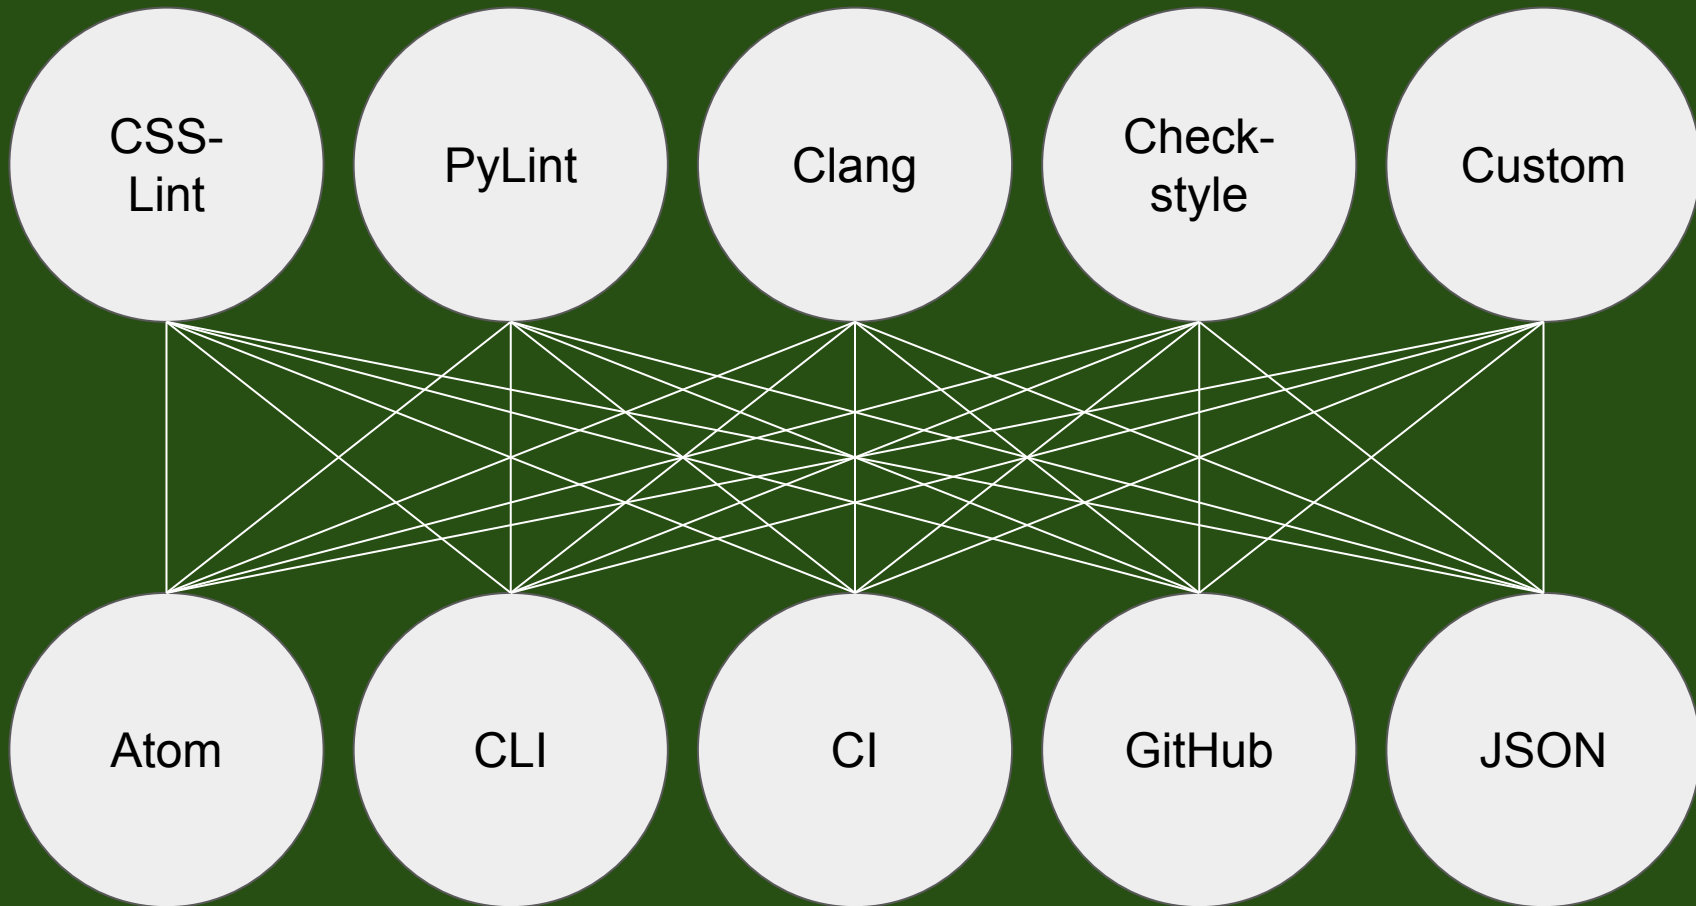 CSS-
Lint
PyLint
Clang
Check-
style
Custom
Atom
CLI
CI
GitHub
JSON